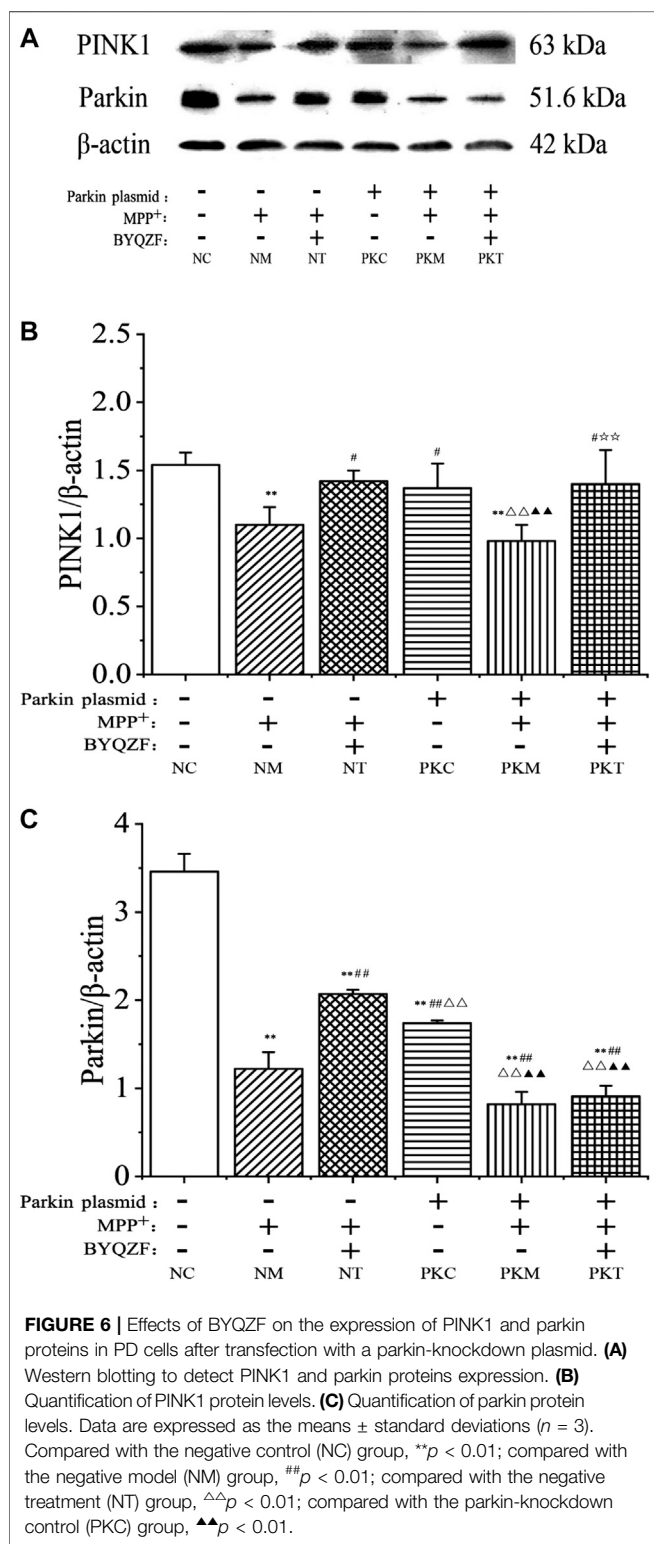 A
PINK1 63 kDa
Parkin 51.6 kDa
β-actin 42 kDa
Parkin plasmid : - - - + + +
MPP+: - + + - + +
BYQZF: - - + - - +
NC NM NT PKC PKM PKT
B
PINK1/β-actin
2.5
2.0
1.5
1.0
0.5
0.0
**
#
#
**△△▲▲
#☆☆
Parkin plasmid : - - - + + +
MPP+: - + + - + +
BYQZF: - - + - - +
NC NM NT PKC PKM PKT
C
Parkin/β-actin
4
3
2
1
0
**
**##
**##△△
**##
△△▲▲
**##
△△▲▲
Parkin plasmid : - - - + + +
MPP+: - + + - + +
BYQZF: - - + - - +
NC NM NT PKC PKM PKT
FIGURE 6 | Effects of BYQZF on the expression of PINK1 and parkin
proteins in PD cells after transfection with a parkin-knockdown plasmid. (A)
Western blotting to detect PINK1 and parkin proteins expression. (B)
Quantification of PINK1 protein levels. (C) Quantification of parkin protein
levels. Data are expressed as the means ± standard deviations (n = 3).
Compared with the negative control (NC) group, **p < 0.01; compared with
the negative model (NM) group, ##p < 0.01; compared with the negative
treatment (NT) group, △△p < 0.01; compared with the parkin-knockdown
control (PKC) group, ▲▲p < 0.01.